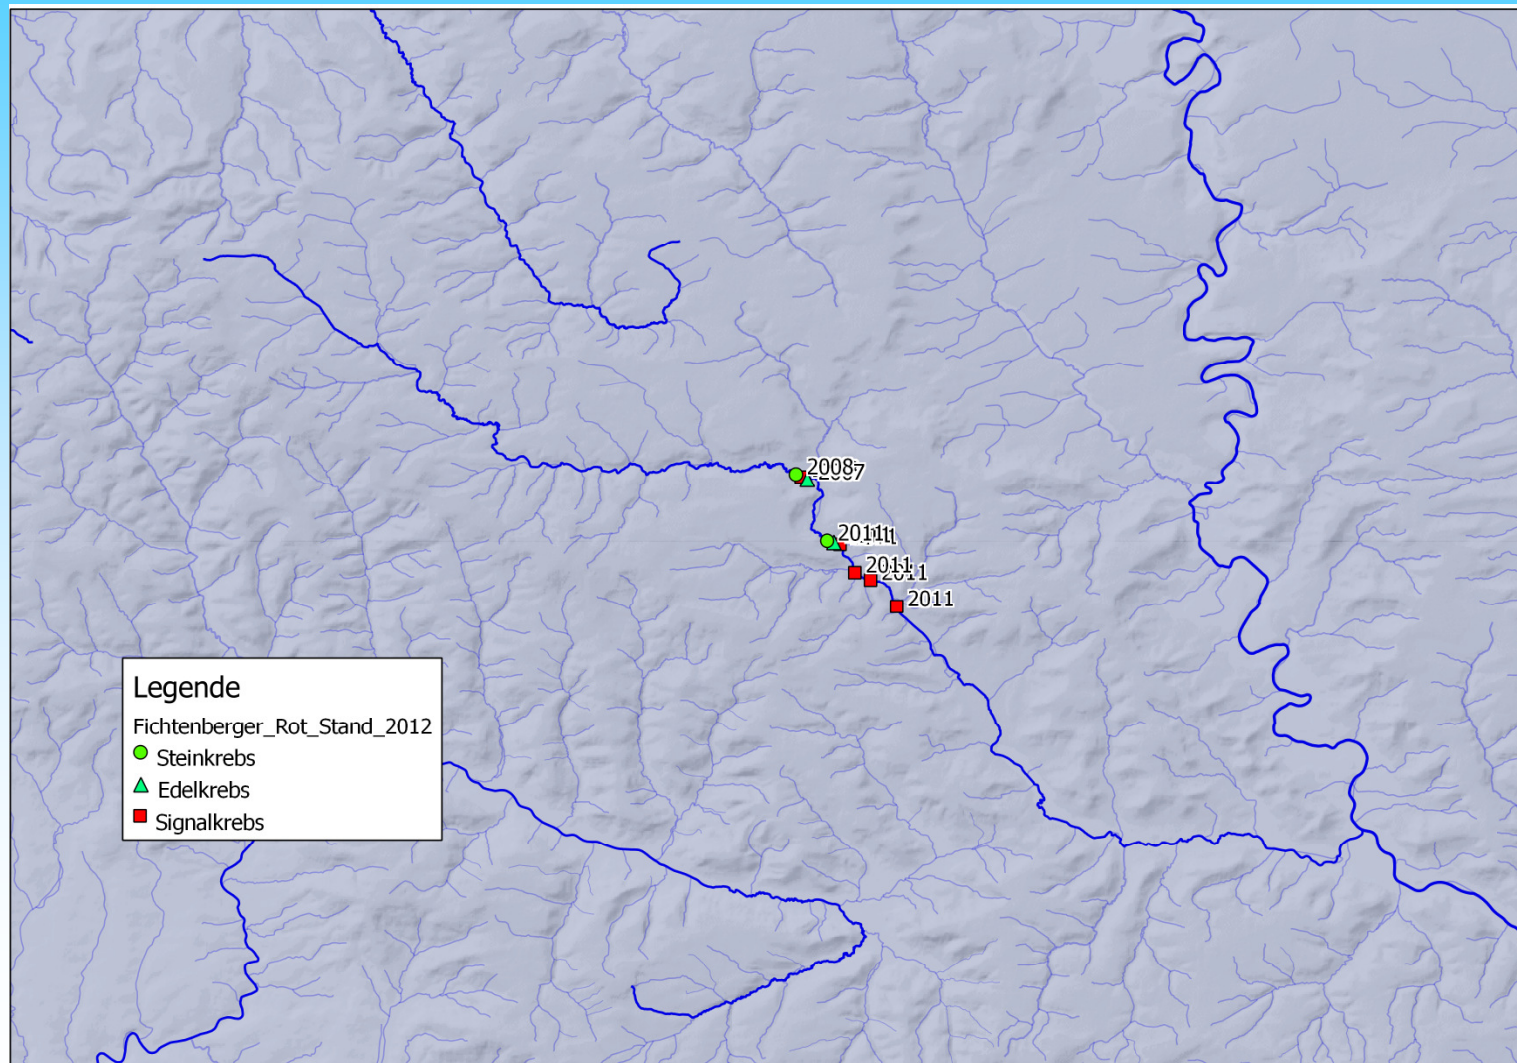 2008
2011
2011
2011
2011
Legende
Fichtenberger_Rot_Stand_2012
Steinkrebs
Edelkrebs
Signalkrebs